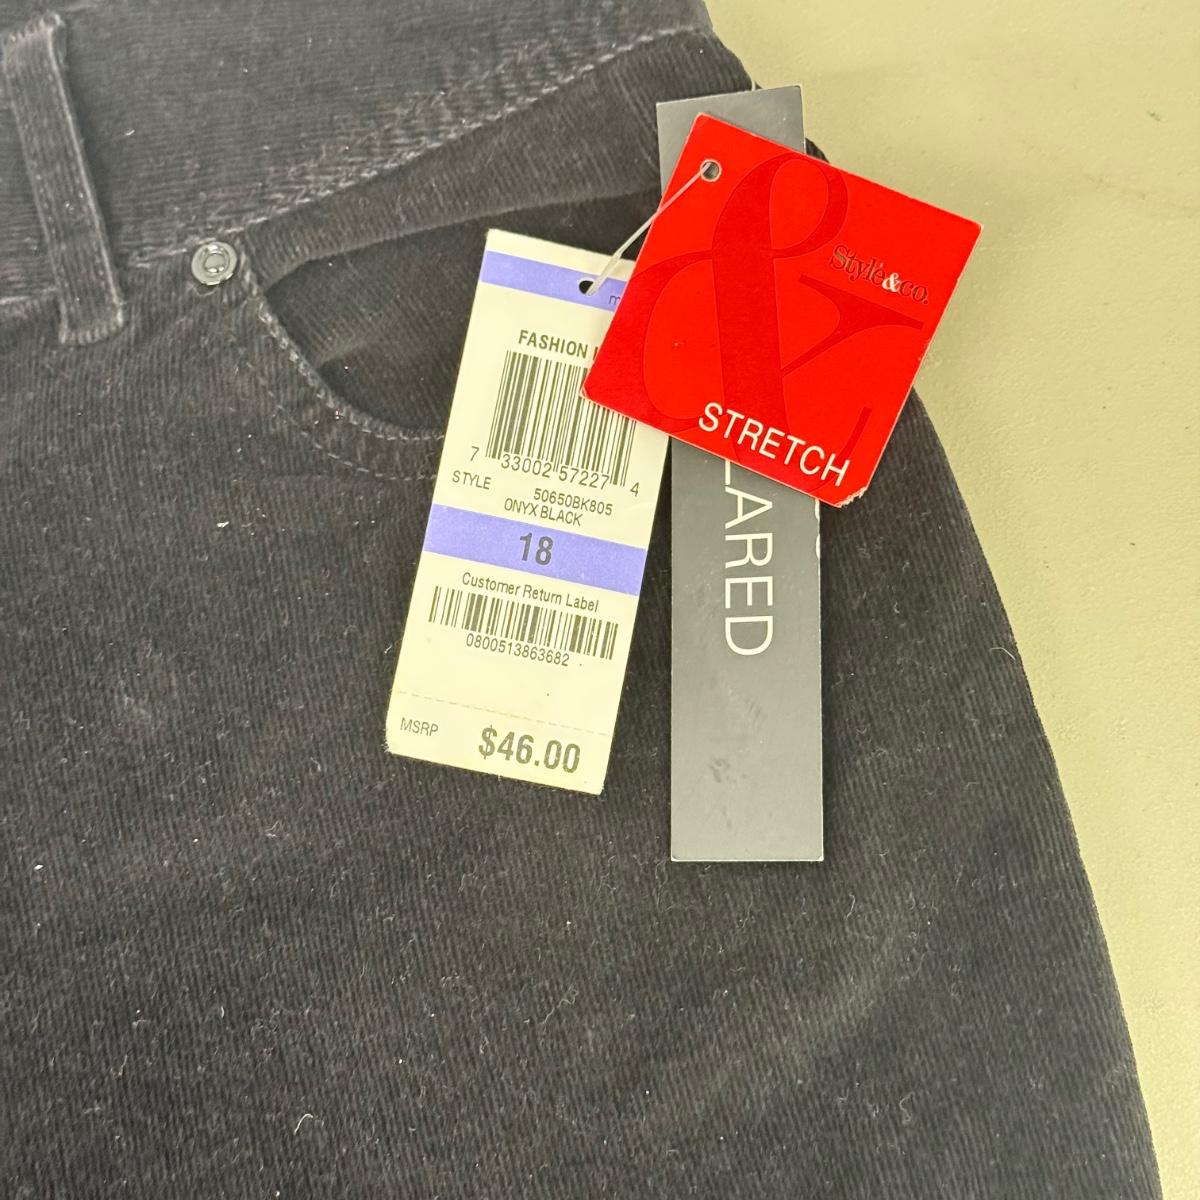 FASHION
7 33002 57227 4
STYLE 50650BK805
ONYX BLACK
18
Customer Return Label
0800513863682
MSRP $46.00
Style&co.
STRETCH
LARED